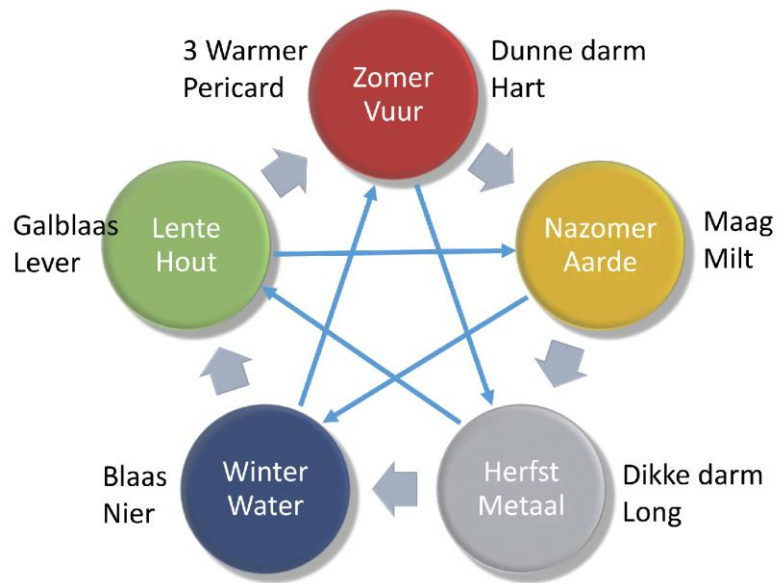 3 Warmer
Pericard
Zomer
Vuur
Dunne darm
Hart
Galblaas
Lever
Lente
Hout
Nazomer
Aarde
Maag
Milt
Blaas
Nier
Winter
Water
Herfst
Metaal
Dikke darm
Long